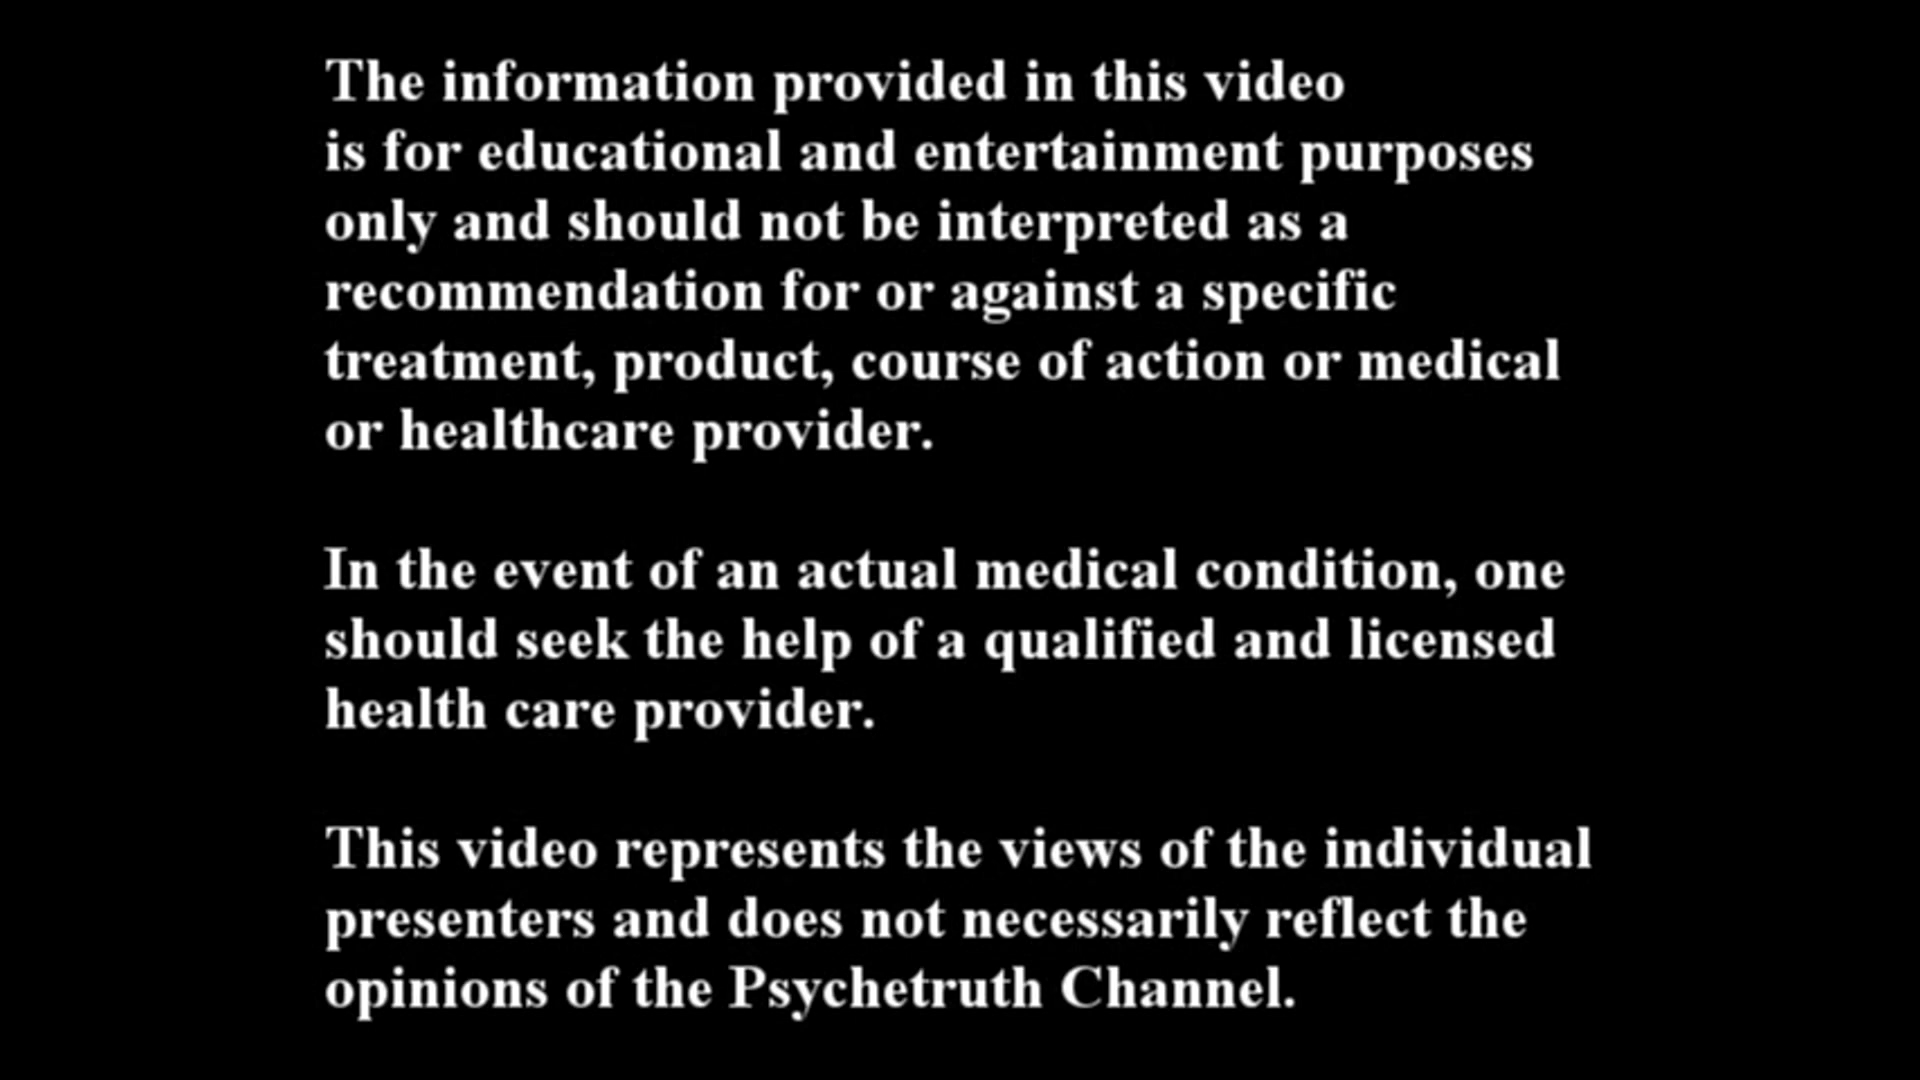 The information provided in this video
is for educational and entertainment purposes
only and should not be interpreted as a
recommendation for or against a specific
treatment, product, course of action or medical
or healthcare provider.
In the event of an actual medical condition, one
should seek the help of a qualified and licensed
health care provider.
This video represents the views of the individual
presenters and does not necessarily reflect the
opinions of the Psychetruth Channel.